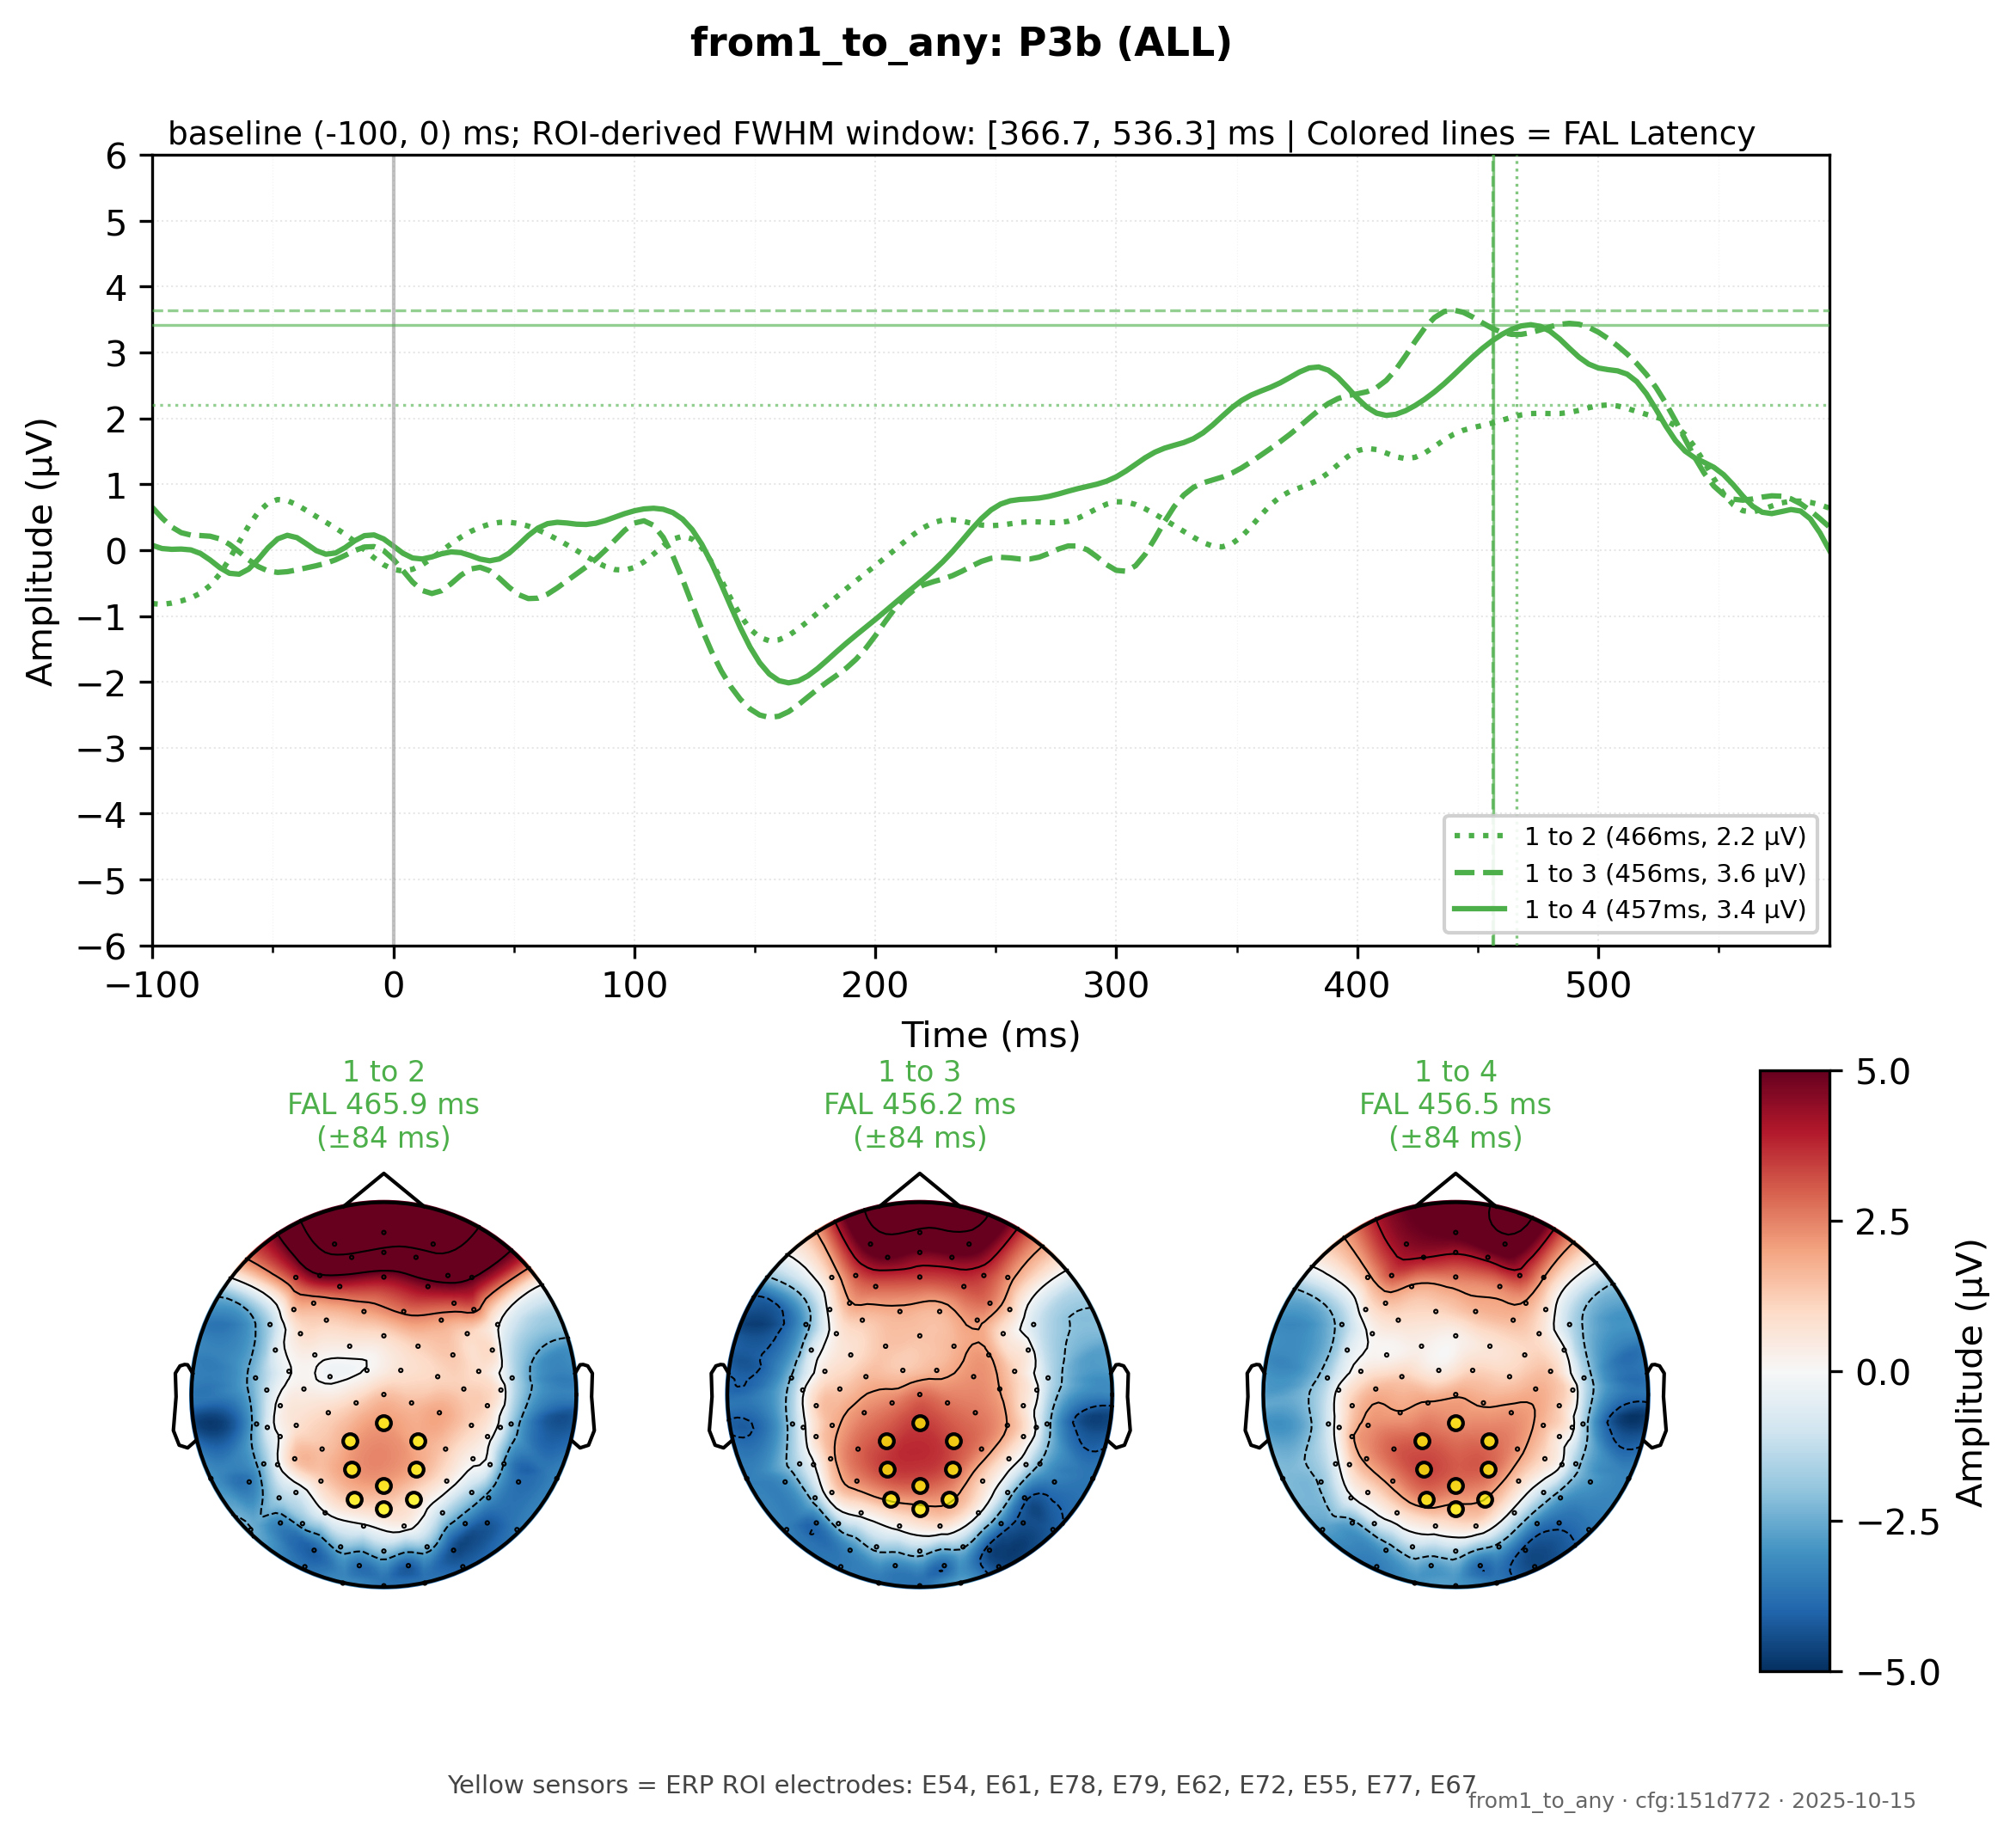 from1_to_any: P3b (ALL)
baseline (-100, 0) ms; ROI-derived FWHM window: [366.7, 536.3] ms | Colored lines = FAL Latency
Amplitude (µV)
6
5
4
3
2
1
0
−1
−2
−3
−4
−5
−6
1 to 2 (466ms, 2.2 µV)
1 to 3 (456ms, 3.6 µV)
1 to 4 (457ms, 3.4 µV)
−100 0 100 200 300 400 500
Time (ms)
1 to 2
FAL 465.9 ms
(±84 ms)
1 to 3
FAL 456.2 ms
(±84 ms)
1 to 4
FAL 456.5 ms
(±84 ms)
5.0
2.5
0.0
−2.5
−5.0
Amplitude (µV)
Yellow sensors = ERP ROI electrodes: E54, E61, E78, E79, E62, E72, E55, E77, E67
from1_to_any · cfg:151d772 · 2025-10-15